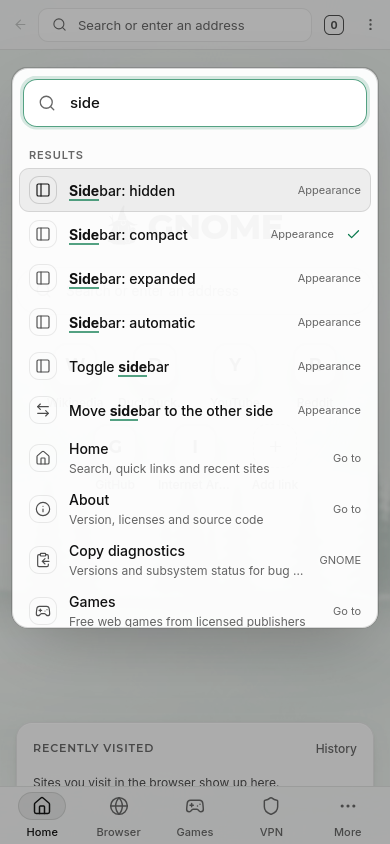 Search or enter an address
0
side
RESULTS
Sidebar: hidden
Appearance
Sidebar: compact
Appearance
Sidebar: expanded
Appearance
Sidebar: automatic
Appearance
Toggle sidebar
Appearance
Move sidebar to the other side
Appearance
Home
Search, quick links and recent sites
Go to
About
Version, licenses and source code
Go to
Copy diagnostics
Versions and subsystem status for bug ...
GNOME
Games
Free web games from licensed publishers
Go to
GNOME
RECENTLY VISITED
History
Sites you visit in the browser show up here.
Home
Browser
Games
VPN
More